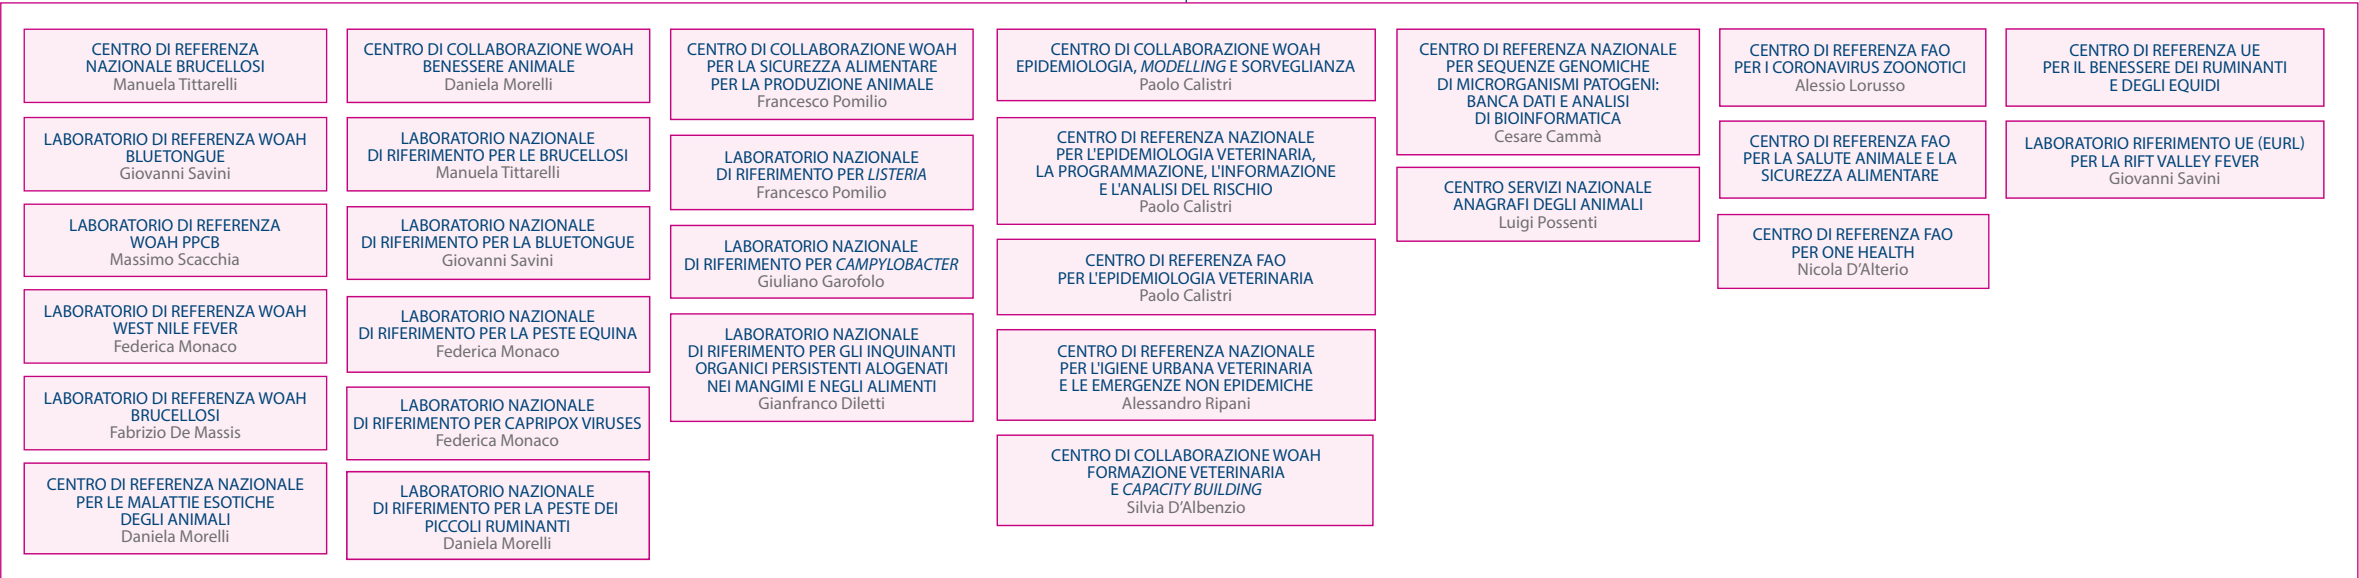 CENTRO DI REFERENZA
NAZIONALE BRUCELLOSI
Manuela Tittarelli
LABORATORIO DI REFERENZA WOAH
BLUETONGUE
Giovanni Savini
LABORATORIO DI REFERENZA
WOAH PPCB
Massimo Scacchia
LABORATORIO DI REFERENZA WOAH
WEST NILE FEVER
Federica Monaco
LABORATORIO DI REFERENZA WOAH
BRUCELLOSI
Fabrizio De Massis
CENTRO DI REFERENZA NAZIONALE
PER LE MALATTIE ESOTICHE
DEGLI ANIMALI
Daniela Morelli
CENTRO DI COLLABORAZIONE WOAH
BENESSERE ANIMALE
Daniela Morelli
LABORATORIO NAZIONALE
DI RIFERIMENTO PER LE BRUCELLOSI
Manuela Tittarelli
LABORATORIO NAZIONALE
DI RIFERIMENTO PER LA BLUETONGUE
Giovanni Savini
LABORATORIO NAZIONALE
DI RIFERIMENTO PER LA PESTE EQUINA
Federica Monaco
LABORATORIO NAZIONALE
DI RIFERIMENTO PER CAPRIPOX VIRUSES
Federica Monaco
LABORATORIO NAZIONALE
DI RIFERIMENTO PER LA PESTE DEI
PICCOLI RUMINANTI
Daniela Morelli
CENTRO DI COLLABORAZIONE WOAH
PER LA SICUREZZA ALIMENTARE
PER LA PRODUZIONE ANIMALE
Francesco Pomilio
LABORATORIO NAZIONALE
DI RIFERIMENTO PER LISTERIA
Francesco Pomilio
LABORATORIO NAZIONALE
DI RIFERIMENTO PER CAMPYLOBACTER
Giuliano Garofolo
LABORATORIO NAZIONALE
DI RIFERIMENTO PER GLI INQUINANTI
ORGANICI PERSISTENTI ALOGENATI
NEI MANGIMI E NEGLI ALIMENTI
Gianfranco Diletti
CENTRO DI COLLABORAZIONE WOAH
EPIDEMIOLOGIA, MODELLING E SORVEGLIANZA
Paolo Calistri
CENTRO DI REFERENZA NAZIONALE
PER L'EPIDEMIOLOGIA VETERINARIA,
LA PROGRAMMAZIONE, L'INFORMAZIONE
E L'ANALISI DEL RISCHIO
Paolo Calistri
CENTRO DI REFERENZA FAO
PER L'EPIDEMIOLOGIA VETERINARIA
Paolo Calistri
CENTRO DI REFERENZA NAZIONALE
PER L'IGIENE URBANA VETERINARIA
E LE EMERGENZE NON EPIDEMICHE
Alessandro Ripani
CENTRO DI COLLABORAZIONE WOAH
FORMAZIONE VETERINARIA
E CAPACITY BUILDING
Silvia D'Albenzio
CENTRO DI REFERENZA NAZIONALE
PER SEQUENZE GENOMICHE
DI MICRORGANISMI PATOGENI:
BANCA DATI E ANALISI
DI BIOINFORMATICA
Cesare Cammà
CENTRO SERVIZI NAZIONALE
ANAGRAFI DEGLI ANIMALI
Luigi Possenti
CENTRO DI REFERENZA FAO
PER I CORONAVIRUS ZOONOTICI
Alessio Lorusso
CENTRO DI REFERENZA FAO
PER LA SALUTE ANIMALE E LA
SICUREZZA ALIMENTARE
CENTRO DI REFERENZA FAO
PER ONE HEALTH
Nicola D'Alterio
CENTRO DI REFERENZA UE
PER IL BENESSERE DEI RUMINANTI
E DEGLI EQUIDI
LABORATORIO RIFERIMENTO UE (EURL)
PER LA RIFT VALLEY FEVER
Giovanni Savini